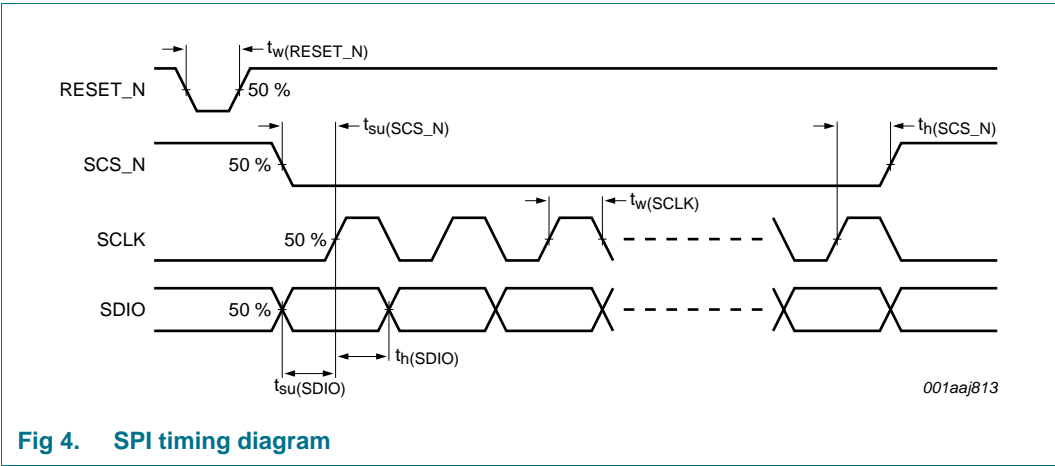 tw(RESET_N)
RESET_N
50 %
tsu(SCS_N)
th(SCS_N)
SCS_N
50 %
tw(SCLK)
SCLK
50 %
SDIO
50 %
th(SDIO)
tsu(SDIO)
001aaj813
Fig 4. SPI timing diagram